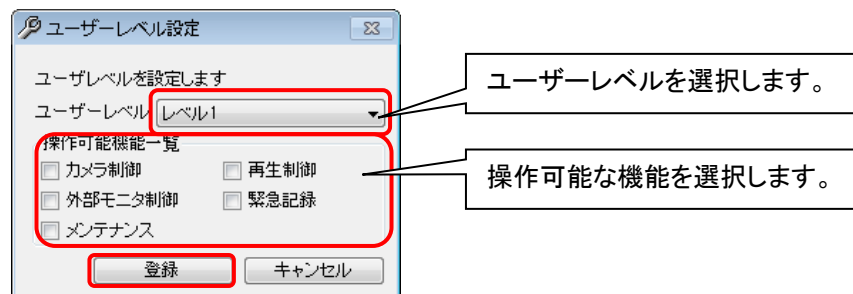 ユーザーレベル設定
ユーザレベルを設定します
ユーザーレベル レベル1
操作可能機能一覧
カメラ制御 再生制御
外部モニタ制御 緊急記録
メンテナンス
登録 キャンセル
ユーザーレベルを選択します。
操作可能な機能を選択します。